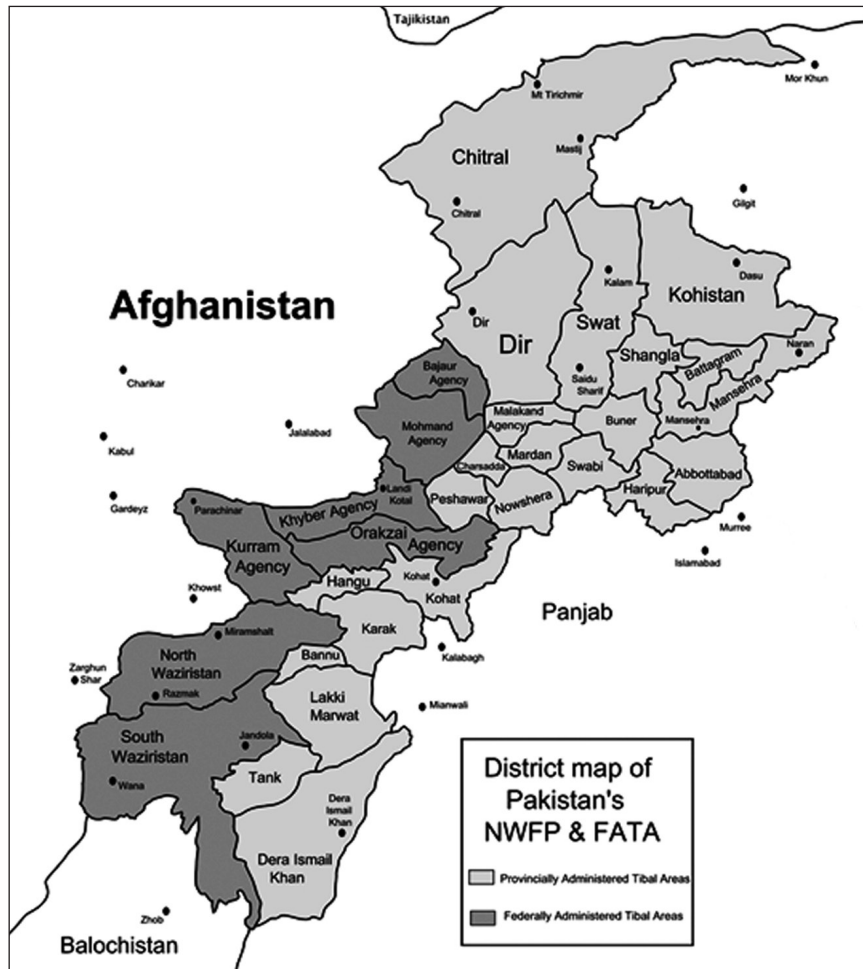 Tajikistan
Mor Khun
Mt Tirichmir
Mastij
Chitral
Chitral
Gilgit
Dasu
Kohistan
Kalam
Afghanistan
Dir
Swat
Dir
Shangla
Naran
Battagram
Bajaur
Agency
Saidu
Sharif
Mansehra
Charikar
Malakand
Agency
Buner
Mansehra
Mohmand
Agency
Jalalabad
Kabul
Mardan
Charsadda
Swabi
Abbottabad
Landi
Kotal
Peshawar
Nowshera
Haripur
Gardeyz
Parachinar
Khyber Agency
Murree
Orakzai
Agency
Kurram
Agency
Islamabad
Hangu
Kohat
Kohat
Khowst
Panjab
Karak
Miramshalt
Kalabagh
North
Waziristan
Bannu
Zarghun
Shar
Razmak
Lakki
Marwat
Mianwali
South
Waziristan
Jandola
Wana
Tank
Dera
Ismail
Khan
Dera Ismail
Khan
District map of
Pakistan's
NWFP & FATA
Provincially Administered Tibal Areas
Federally Administered Tibal Areas
Zhob
Balochistan